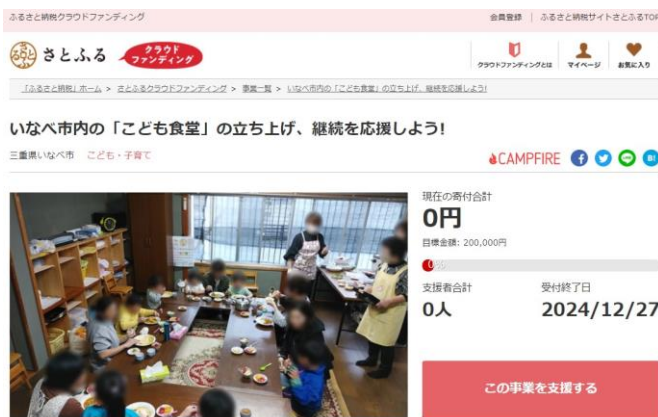 ふるさと納税クラウドファンディング
会員登録 | ふるさと納税サイトさとふるTOP
さとふる クラウドファンディング
クラウドファンディングとは マイページ お気に入り
「ふるさと納税」ホーム > さとふるクラウドファンディング > 事業一覧 > いなべ市内の「こども食堂」の立ち上げ、継続を応援しよう!
いなべ市内の「こども食堂」の立ち上げ、継続を応援しよう!
三重県いなべ市 こども・子育て
CAMPFIRE
現在の寄付合計
0円
目標金額: 200,000円
0%
支援者合計 受付終了日
0人 2024/12/27
この事業を支援する